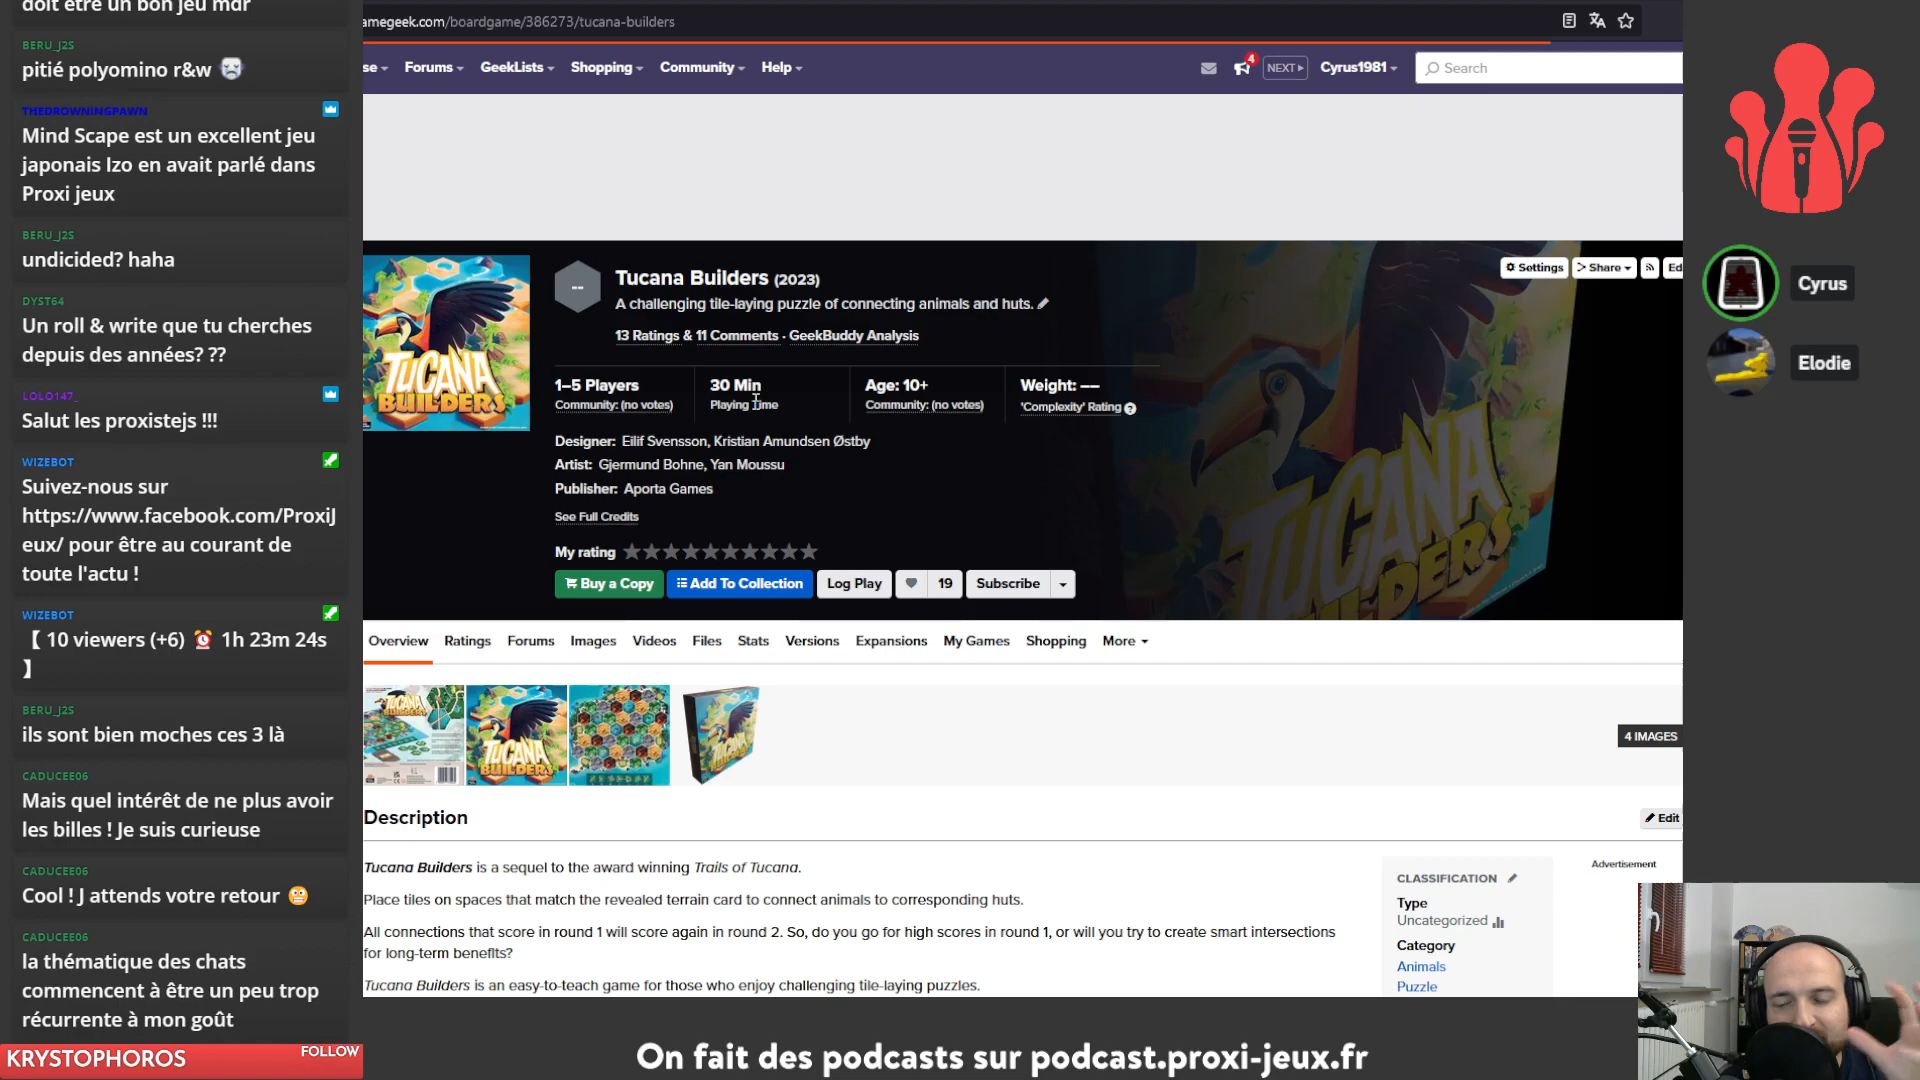 doit être un bon jeu mdr
BERU_J2S
pitié polyomino r&w
THEDROWNINGPAWN
Mind Scape est un excellent jeu
japonais Izo en avait parlé dans
Proxi jeux
BERU_J2S
undicided? haha
DYST64
Un roll & write que tu cherches
depuis des années? ??
LOLO147_
Salut les proxistejs !!!
WIZEBOT
Suivez-nous sur
https://www.facebook.com/ProxiJ
eux/ pour être au courant de
toute l'actu !
WIZEBOT
【 10 viewers (+6) ⏰ 1h 23m 24s
】
BERU_J2S
ils sont bien moches ces 3 là
CADUCEE06
Mais quel intérêt de ne plus avoir
les billes ! Je suis curieuse
CADUCEE06
Cool ! J attends votre retour 😬
CADUCEE06
la thématique des chats
commencent à être un peu trop
récurrente à mon goût
KRYSTOPHOROS
FOLLOW
amegeek.com/boardgame/386273/tucana-builders
se Forums GeekLists Shopping Community Help
4 NEXT Cyrus1981 Search
TUCANA
BUILDERS
--
Tucana Builders (2023)
A challenging tile-laying puzzle of connecting animals and huts.
13 Ratings & 11 Comments · GeekBuddy Analysis
Settings Share Ed
1–5 Players
Community: (no votes)
30 Min
Playing Time
Age: 10+
Community: (no votes)
Weight: —
'Complexity' Rating ?
Designer: Eilif Svensson, Kristian Amundsen Østby
Artist: Gjermund Bohne, Yan Moussu
Publisher: Aporta Games
See Full Credits
My rating
Buy a Copy Add To Collection Log Play 19 Subscribe
TUCANA
BUILDERS
Overview Ratings Forums Images Videos Files Stats Versions Expansions My Games Shopping More
TUCANA
BUILDERS
TUCANA
BUILDERS
TUCANA
BUILDERS
4 IMAGES
Description
Edit
Tucana Builders is a sequel to the award winning Trails of Tucana.
Place tiles on spaces that match the revealed terrain card to connect animals to corresponding huts.
All connections that score in round 1 will score again in round 2. So, do you go for high scores in round 1, or will you try to create smart intersections
for long-term benefits?
Tucana Builders is an easy-to-teach game for those who enjoy challenging tile-laying puzzles.
CLASSIFICATION
Type
Uncategorized
Category
Animals
Puzzle
Advertisement
Cyrus
Elodie
On fait des podcasts sur podcast.proxi-jeux.fr